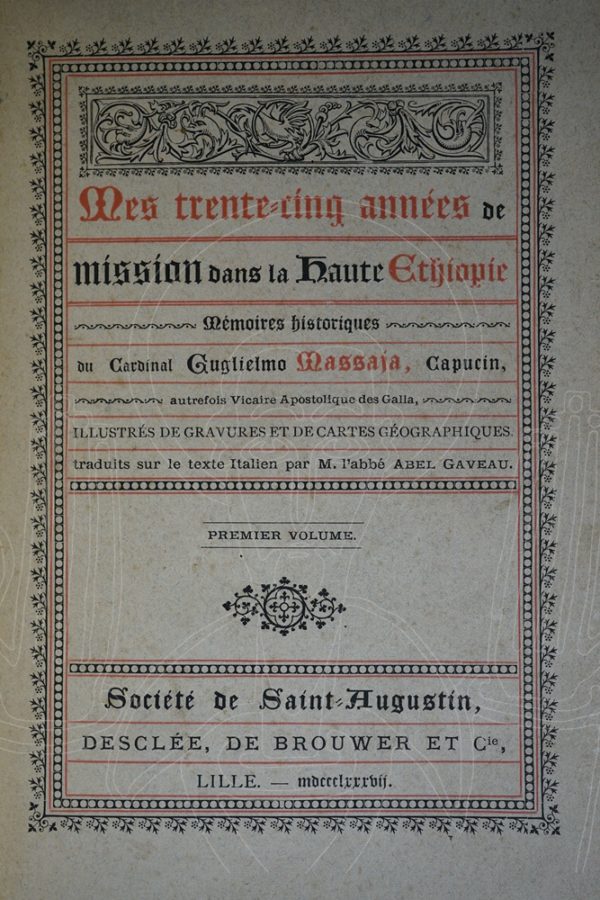 Mes trente-cinq années de
mission dans la Haute Ethiopie
Mémoires historiques
du Cardinal Guglielmo Massaja, Capucin,
autrefois Vicaire Apostolique des Galla,
ILLUSTRÉS DE GRAVURES ET DE CARTES GÉOGRAPHIQUES.
traduits sur le texte Italien par M. l'abbé ABEL GAVEAU.
PREMIER VOLUME.
Société de Saint-Augustin,
DESCLÉE, DE BROUWER ET Cie,
LILLE. — mdccclxxxvij.